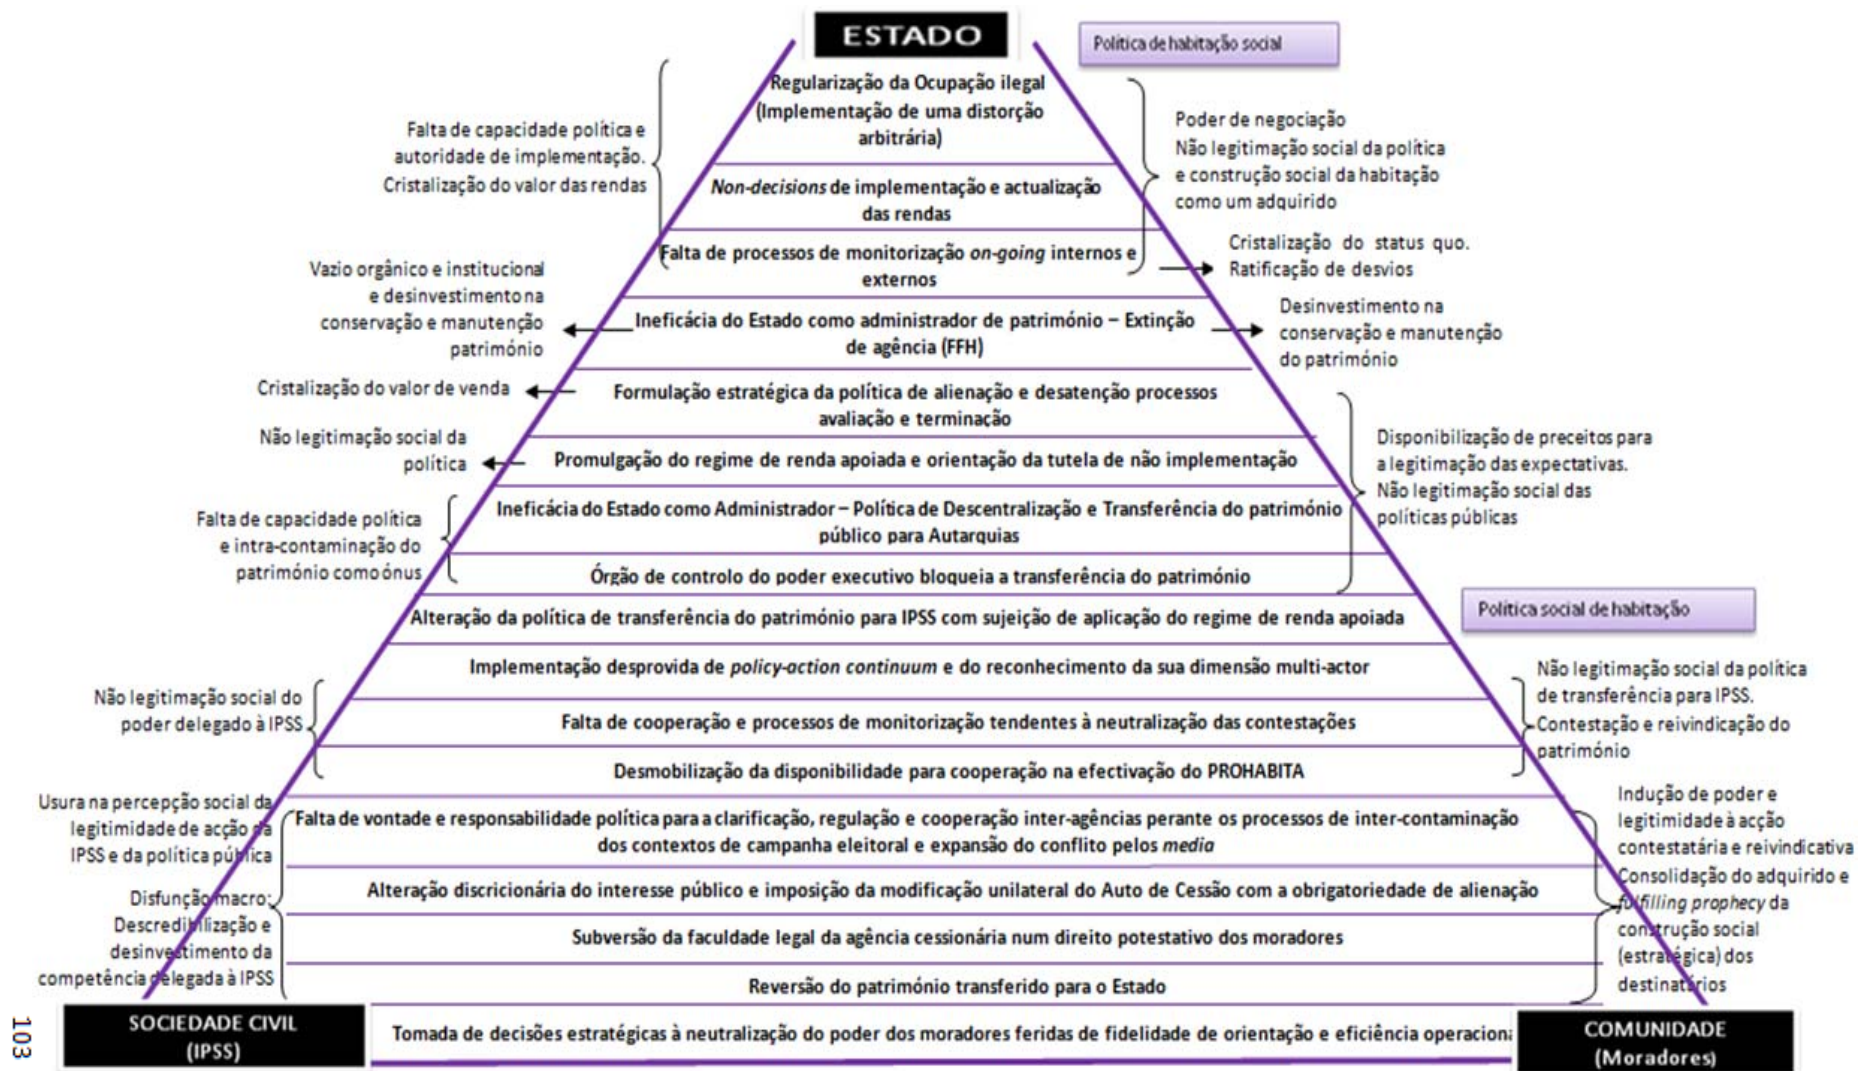 ESTADO
Política de habitação social
Regularização da Ocupação ilegal
(Implementação de uma distorção
arbitrária)
Falta de capacidade política e
autoridade de implementação.
Cristalização do valor das rendas
Poder de negociação
Não legitimação social da política
e construção social da habitação
como um adquirido
Non-decisions de implementação e actualização
das rendas
Falta de processos de monitorização on-going internos e
externos
Cristalização do status quo.
Ratificação de desvios
Vazio orgânico e institucional
e desinvestimento na
conservação e manutenção
património
Ineficácia do Estado como administrador de património – Extinção
de agência (FFH)
Desinvestimento na
conservação e manutenção
do património
Cristalização do valor de venda
Formulação estratégica da política de alienação e desatenção processos
avaliação e terminação
Não legitimação social da
política
Promulgação do regime de renda apoiada e orientação da tutela de não implementação
Disponibilização de preceitos para
a legitimação das expectativas.
Não legitimação social das
políticas públicas
Falta de capacidade política
e intra-contaminação do
património como ónus
Ineficácia do Estado como Administrador – Política de Descentralização e Transferência do património
público para Autarquias
Órgão de controlo do poder executivo bloqueia a transferência do património
Política social de habitação
Alteração da política de transferência do património para IPSS com sujeição de aplicação do regime de renda apoiada
Implementação desprovida de policy-action continuum e do reconhecimento da sua dimensão multi-actor
Não legitimação social do
poder delegado à IPSS
Falta de cooperação e processos de monitorização tendentes à neutralização das contestações
Não legitimação social da política
de transferência para IPSS.
Contestação e reivindicação do
património
Desmobilização da disponibilidade para cooperação na efectivação do PROHABITA
Usura na percepção social da
legitimidade de acção da
IPSS e da política pública
Falta de vontade e responsabilidade política para a clarificação, regulação e cooperação inter-agências perante os processos de inter-contaminação
dos contextos de campanha eleitoral e expansão do conflito pelos media
Indução de poder e
legitimidade à acção
contestatária e reivindicativa
Consolidação do adquirido e
fulfilling prophecy da
construção social
(estratégica) dos
destinatários
Disfunção macro:
Descredibilização e
desinvestimento da
competência delegada à IPSS
Alteração discricionária do interesse público e imposição da modificação unilateral do Auto de Cessão com a obrigatoriedade de alienação
Subversão da faculdade legal da agência cessionária num direito potestativo dos moradores
Reversão do património transferido para o Estado
SOCIEDADE CIVIL
(IPSS)
Tomada de decisões estratégicas à neutralização do poder dos moradores feridas de fidelidade de orientação e eficiência operaciona
COMUNIDADE
(Moradores)
103